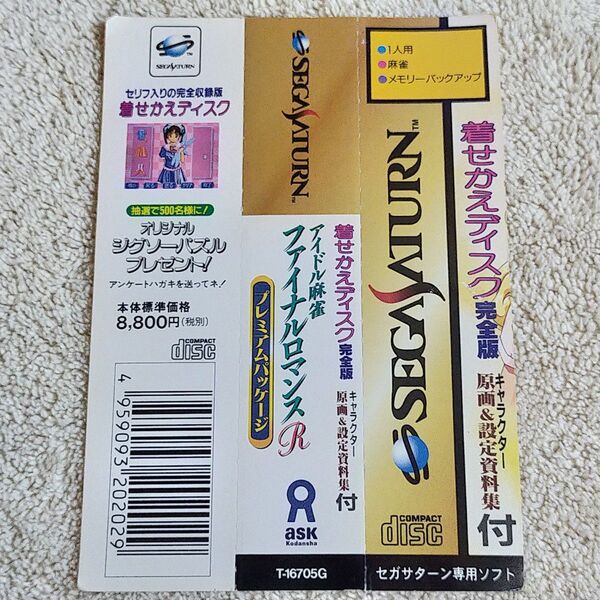 SEGA SATURN™
セリフ入りの完全収録版
着せかえディスク
抽選で500名様に!
オリジナル
ジグソーパズル
プレゼント!
アンケートハガキを送ってネ!
本体標準価格
8,800円(税別)
COMPACT
disc
4 959093 202029
SEGA SATURN™
着せかえディスク完全版
キャラクター
原画&設定資料集 付
アイドル麻雀
ファイナルロマンスR
プレミアムパッケージ
ask
Kodansha
T-16705G
●1人用
●麻雀
●メモリーバックアップ
SEGA SATURN™
着せかえディスク完全版
キャラクター
原画&設定資料集 付
COMPACT
disc
セガサターン専用ソフト